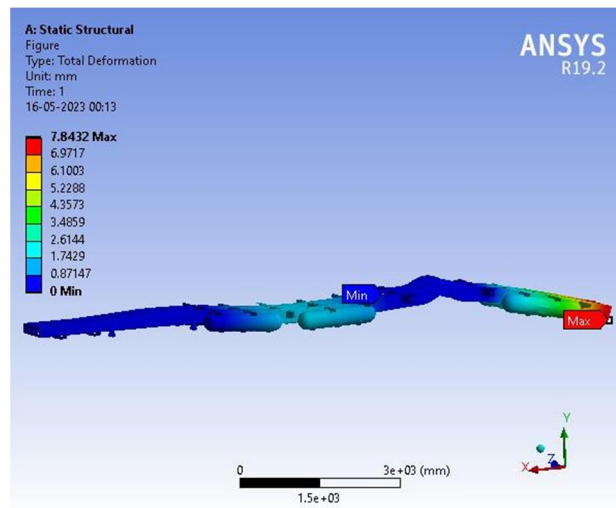 A: Static Structural
Figure
Type: Total Deformation
Unit: mm
Time: 1
16-05-2023 00:13
ANSYS
R19.2
7.8432 Max
6.9717
6.1003
5.2288
4.3573
3.4859
2.6144
1.7429
0.87147
0 Min
Min
Max
Y
X
Z
0
3e+03 (mm)
1.5e+03